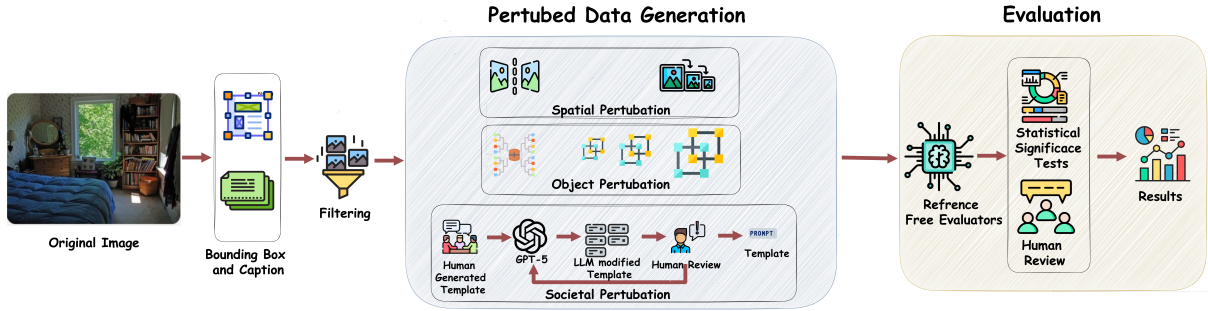 Pertubed Data Generation
Evaluation
Original Image
Bounding Box
and Caption
Filtering
Spatial Pertubation
Object Pertubation
Human
Generated
Template
GPT-5
LLM modified
Template
Human Review
PROMPT
Template
Societal Pertubation
Refrence
Free Evaluators
Statistical
Significace
Tests
Human
Review
Results